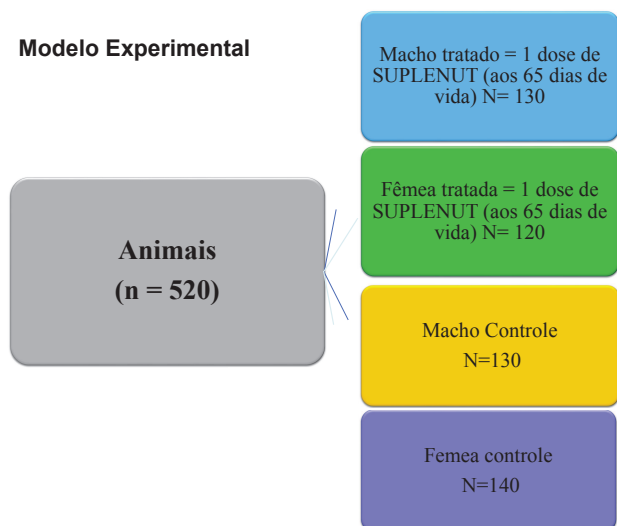 Modelo Experimental
Macho tratado = 1 dose de
SUPLENUT (aos 65 dias de
vida) N= 130
Fêmea tratada = 1 dose de
SUPLENUT (aos 65 dias de
vida) N= 120
Animais
(n = 520)
Macho Controle
N=130
Femea controle
N=140